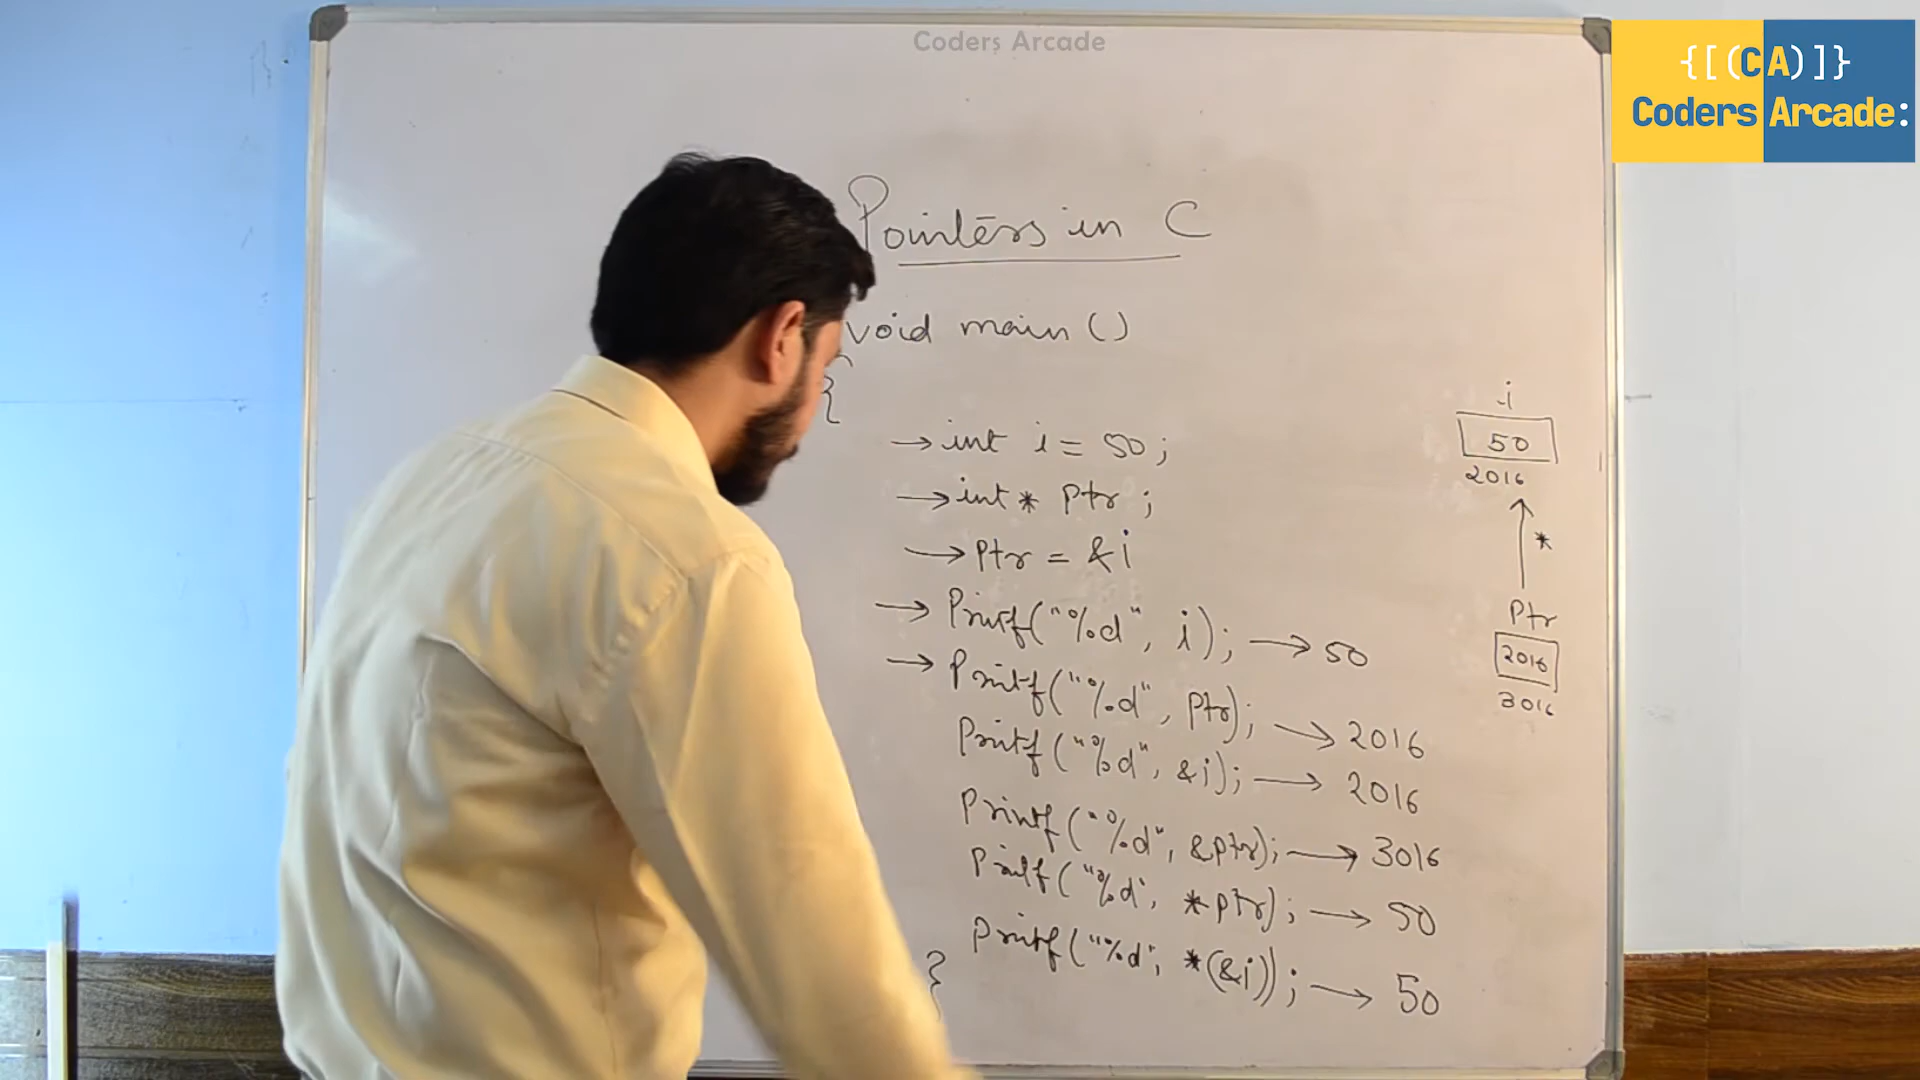 Coders Arcade
{[(CA)]}
Coders Arcade:
Pointers in C
void main()
{
→ int i = 50;
→ int * ptr;
→ ptr = &i
→ Printf("%d", i); → 50
→ Printf("%d", ptr); → 2016
Printf("%d", &i); → 2016
Printf("%d", &ptr); → 3016
Printf("%d", *ptr); → 50
Printf("%d", *(&i)); → 50
}
i
50
2016
*
Ptr
2016
3016